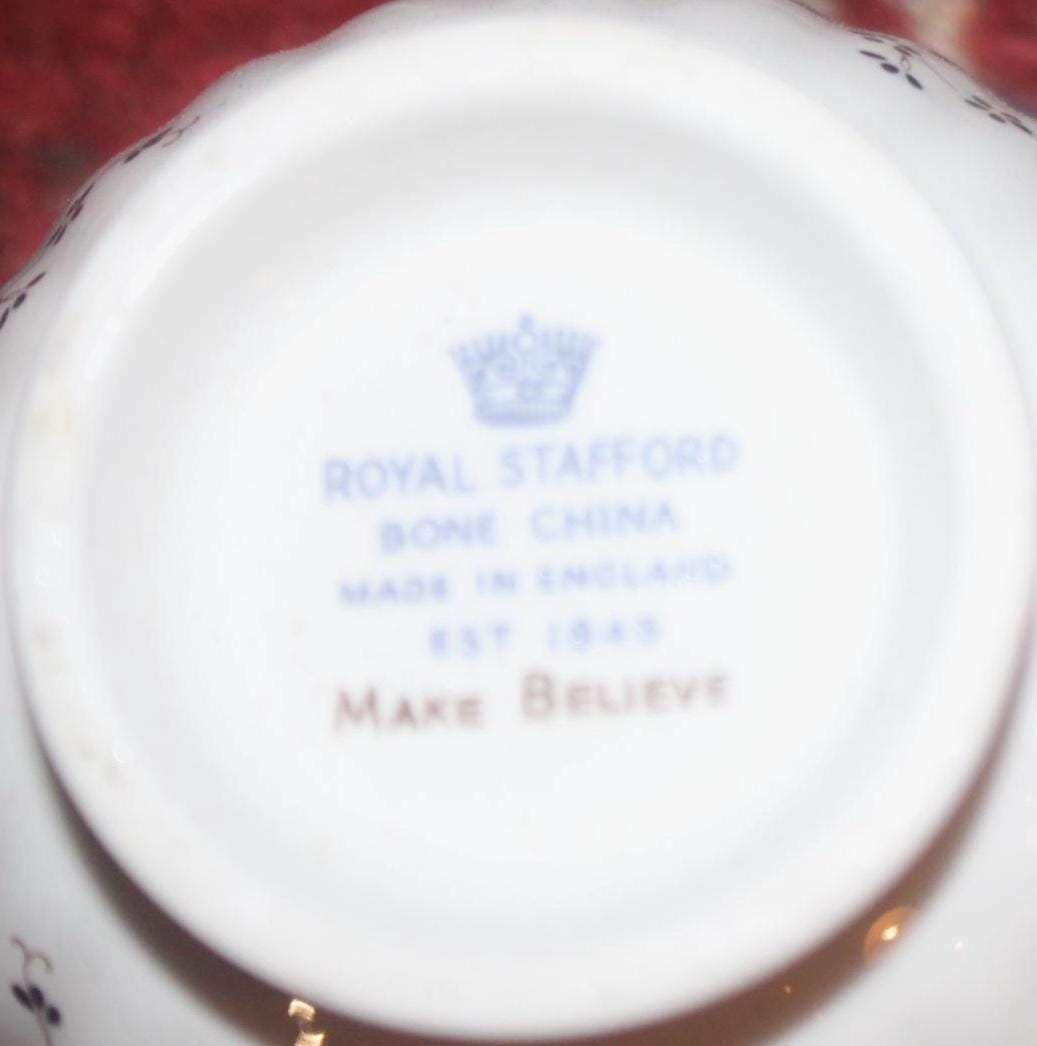 ROYAL STAFFORD
BONE CHINA
MADE IN ENGLAND
EST 1845
MAKE BELIEVE